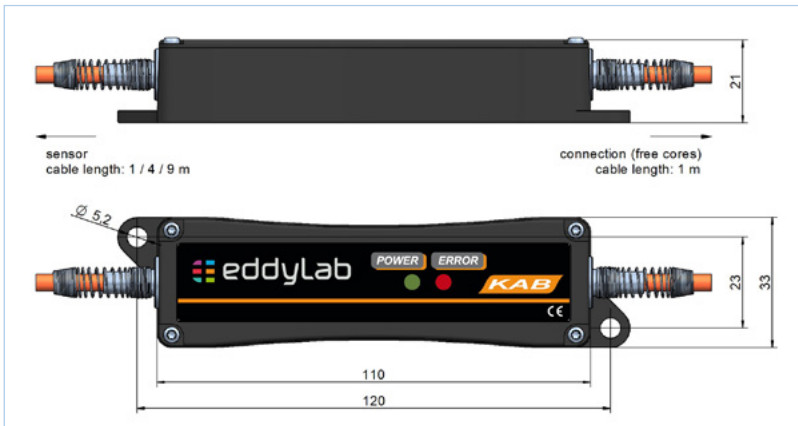 21
sensor
cable length: 1 / 4 / 9 m
connection (free cores)
cable length: 1 m
Ø 5,2
eddyLab
POWER ERROR
KAB
CE
23
33
110
120